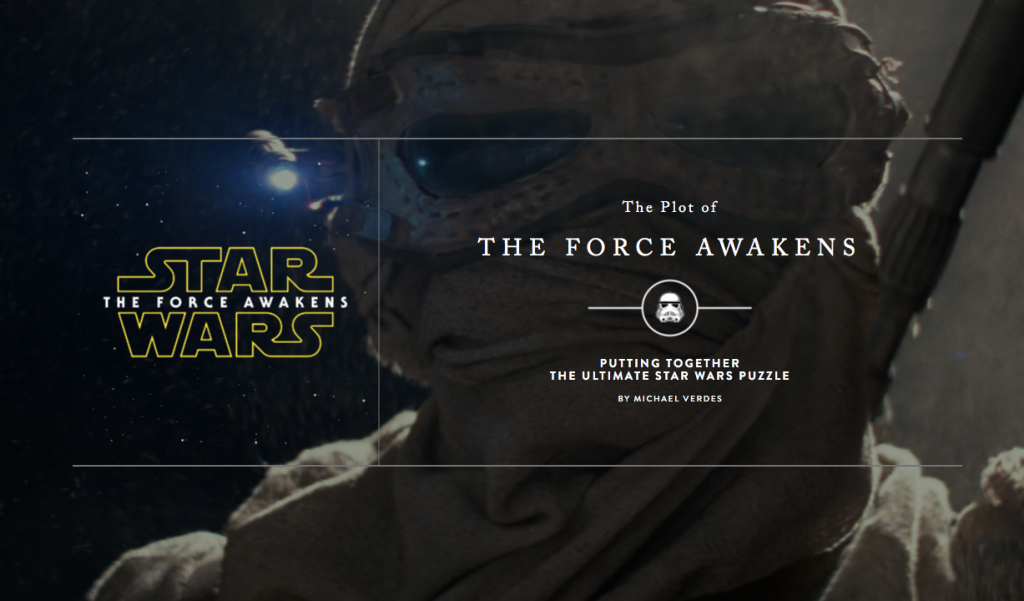 STAR
THE FORCE AWAKENS
WARS
The Plot of
THE FORCE AWAKENS
PUTTING TOGETHER
THE ULTIMATE STAR WARS PUZZLE
BY MICHAEL VERDES